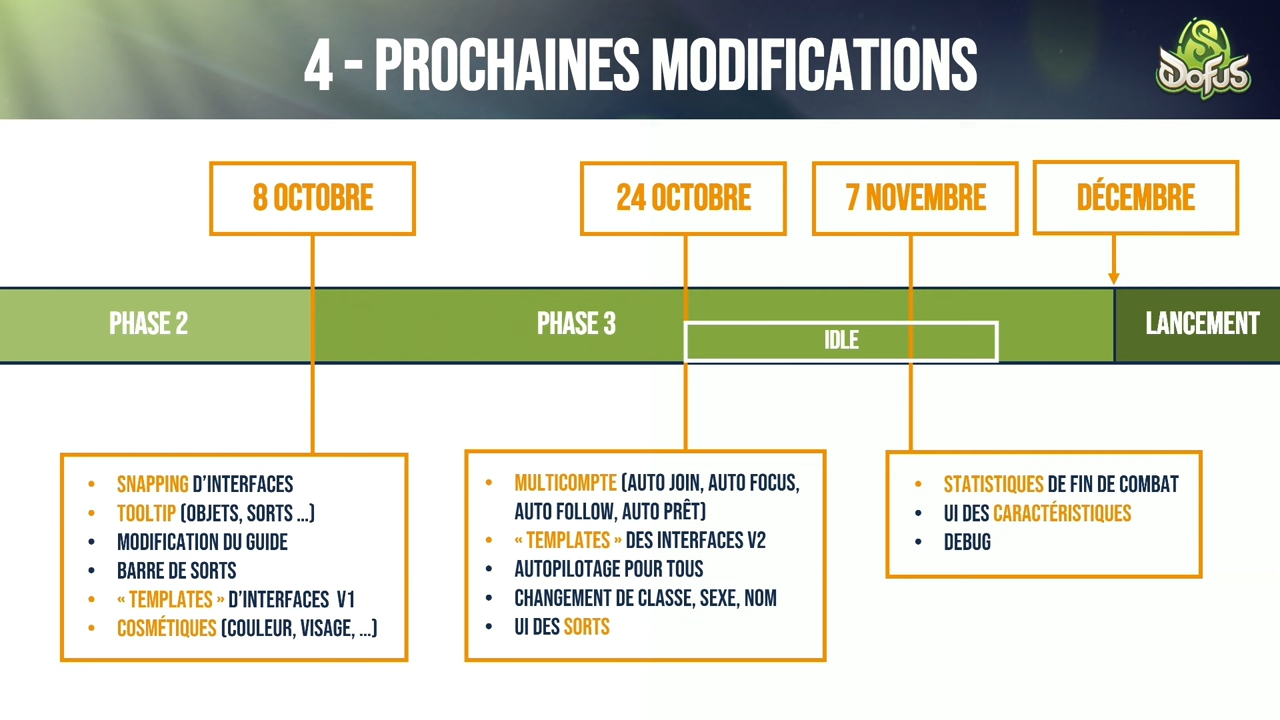 4 - PROCHAINES MODIFICATIONS
DOFUS
8 OCTOBRE
24 OCTOBRE
7 NOVEMBRE
DÉCEMBRE
PHASE 2
PHASE 3
IDLE
LANCEMENT
• SNAPPING D'INTERFACES
• TOOLTIP (OBJETS, SORTS ...)
• MODIFICATION DU GUIDE
• BARRE DE SORTS
• « TEMPLATES » D'INTERFACES V1
• COSMÉTIQUES (COULEUR, VISAGE, ...)
• MULTICOMPTE (AUTO JOIN, AUTO FOCUS,
AUTO FOLLOW, AUTO PRÊT)
• « TEMPLATES » DES INTERFACES V2
• AUTOPILOTAGE POUR TOUS
• CHANGEMENT DE CLASSE, SEXE, NOM
• UI DES SORTS
• STATISTIQUES DE FIN DE COMBAT
• UI DES CARACTÉRISTIQUES
• DEBUG